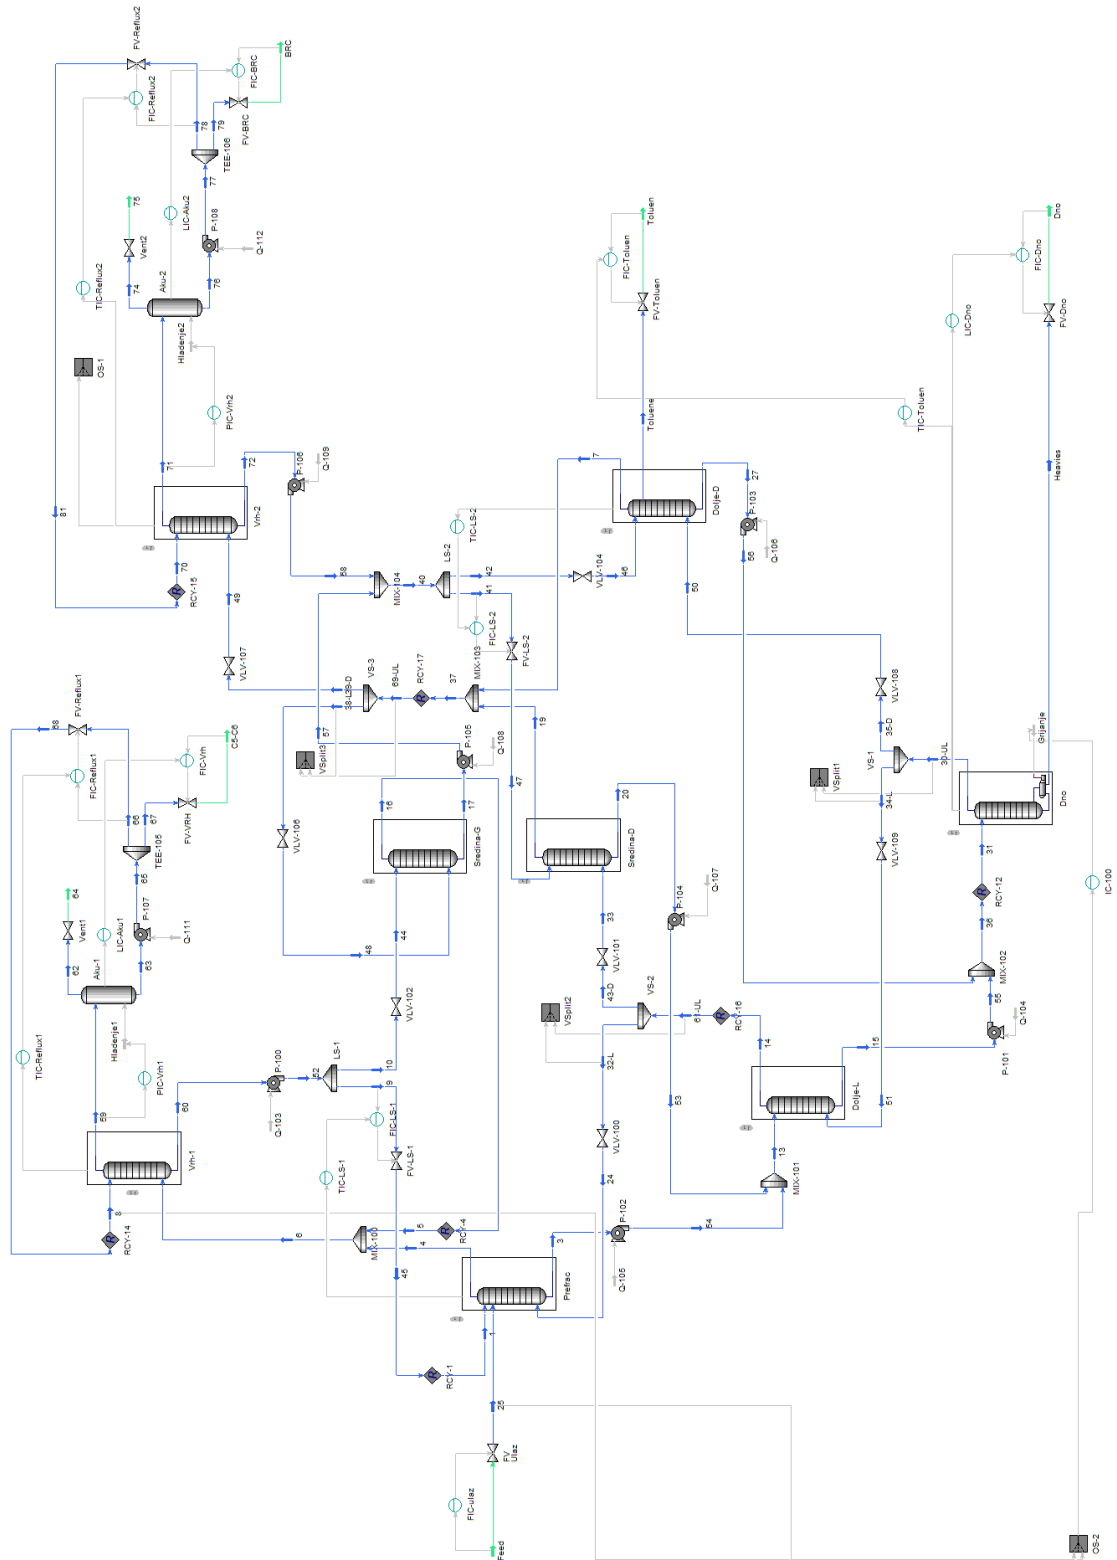 FV-Reflux2
FIC-Reflux2
FIC-BRC
BRC
FV-BRC
78
79
TEE-106
77
75
Vent2
LIC-Aku2
P-108
Q-112
TIC-Reflux2
74
Aku-2
76
Hladenje2
OS-1
PIC-Vrh2
71
72
Vrh-2
P-106
Q-109
81
70
RCY-15
49
VLV-107
58
MIX-104
40
LS-2
42
41
TIC-LS-2
FIC-LS-2
FV-LS-2
VLV-104
46
7
Toluene
Dolje-D
27
P-103
56
Q-106
50
FIC-Toluen
Toluen
FV-Toluen
TIC-Toluen
LIC-Dno
FIC-Dno
Dno
FV-Dno
Heavies
FV-Reflux1
68
FIC-Reflux1
FIC-Vrh
C5-C6
FV-VRH
66
67
TEE-105
65
64
Vent1
LIC-Aku1
P-107
Q-111
62
Aku-1
63
TIC-Reflux1
Hladenje1
PIC-Vrh1
59
60
Vrh-1
P-100
Q-103
52
LS-1
10
9
FIC-LS-1
FV-LS-1
TIC-LS-1
8
RCY-14
6
MIX-100
4
5
RCY-4
45
VLV-102
44
48
VLV-106
VSplit3
57
VS-3
69-UL
RCY-17
37
MIX-103
P-105
Q-108
16
17
Sredina-G
47
19
20
Sredina-D
P-104
Q-107
33
VLV-101
43-D
VS-2
VSplit2
32-L
61-UL
RCY-16
14
15
Dolje-L
53
13
MIX-101
51
VLV-100
24
P-102
54
Q-105
3
Prefrac
1
RCY-1
25
FV
Ulaz
FIC-ulaz
Feed
VLV-108
35-D
VS-1
VSplit1
34-L
30-UL
VLV-109
Grijanje
Dno
31
RCY-12
36
MIX-102
55
P-101
Q-104
IC-100
OS-2